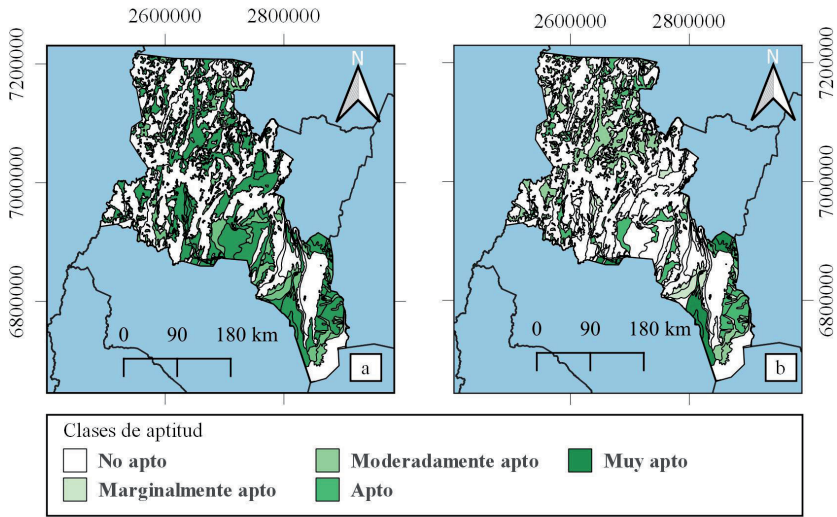 2600000 2800000
2600000 2800000
7200000
7000000
6800000
7200000
7000000
6800000
N
N
0 90 180 km
a
0 90 180 km
b
Clases de aptitud
No apto
Marginalmente apto
Moderadamente apto
Apto
Muy apto